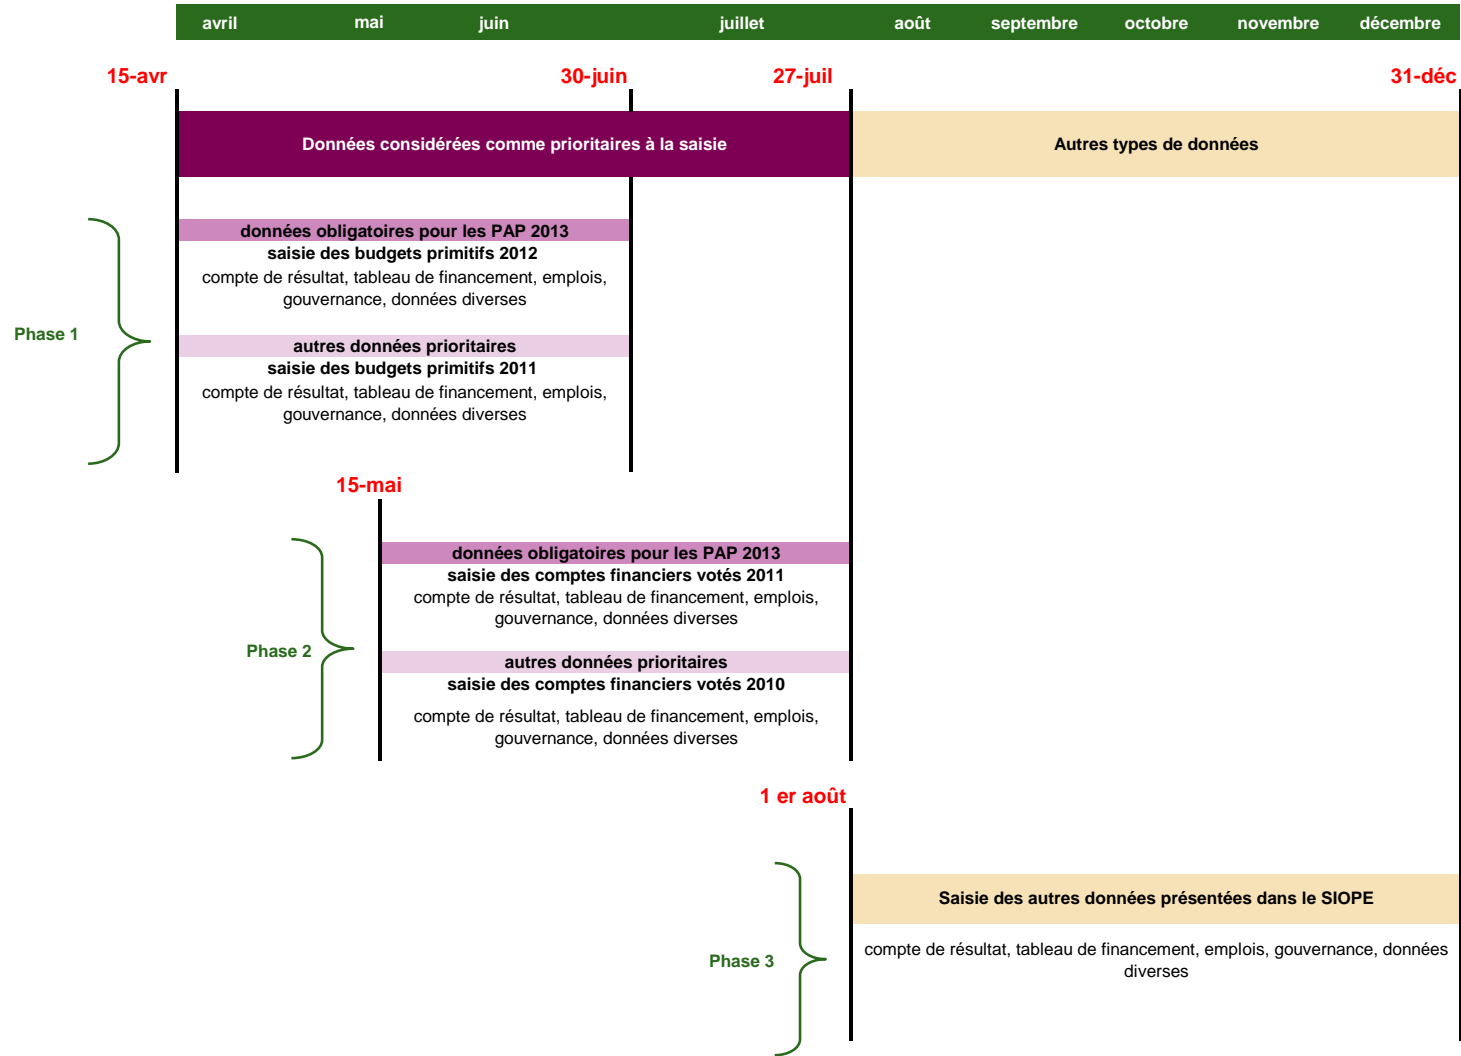 avril mai juin juillet août septembre octobre novembre décembre
15-avr 30-juin 27-juil 31-déc
Données considérées comme prioritaires à la saisie
Autres types de données
Phase 1
données obligatoires pour les PAP 2013
saisie des budgets primitifs 2012
compte de résultat, tableau de financement, emplois,
gouvernance, données diverses
autres données prioritaires
saisie des budgets primitifs 2011
compte de résultat, tableau de financement, emplois,
gouvernance, données diverses
15-mai
Phase 2
données obligatoires pour les PAP 2013
saisie des comptes financiers votés 2011
compte de résultat, tableau de financement, emplois,
gouvernance, données diverses
autres données prioritaires
saisie des comptes financiers votés 2010
compte de résultat, tableau de financement, emplois,
gouvernance, données diverses
1 er août
Phase 3
Saisie des autres données présentées dans le SIOPE
compte de résultat, tableau de financement, emplois, gouvernance, données
diverses